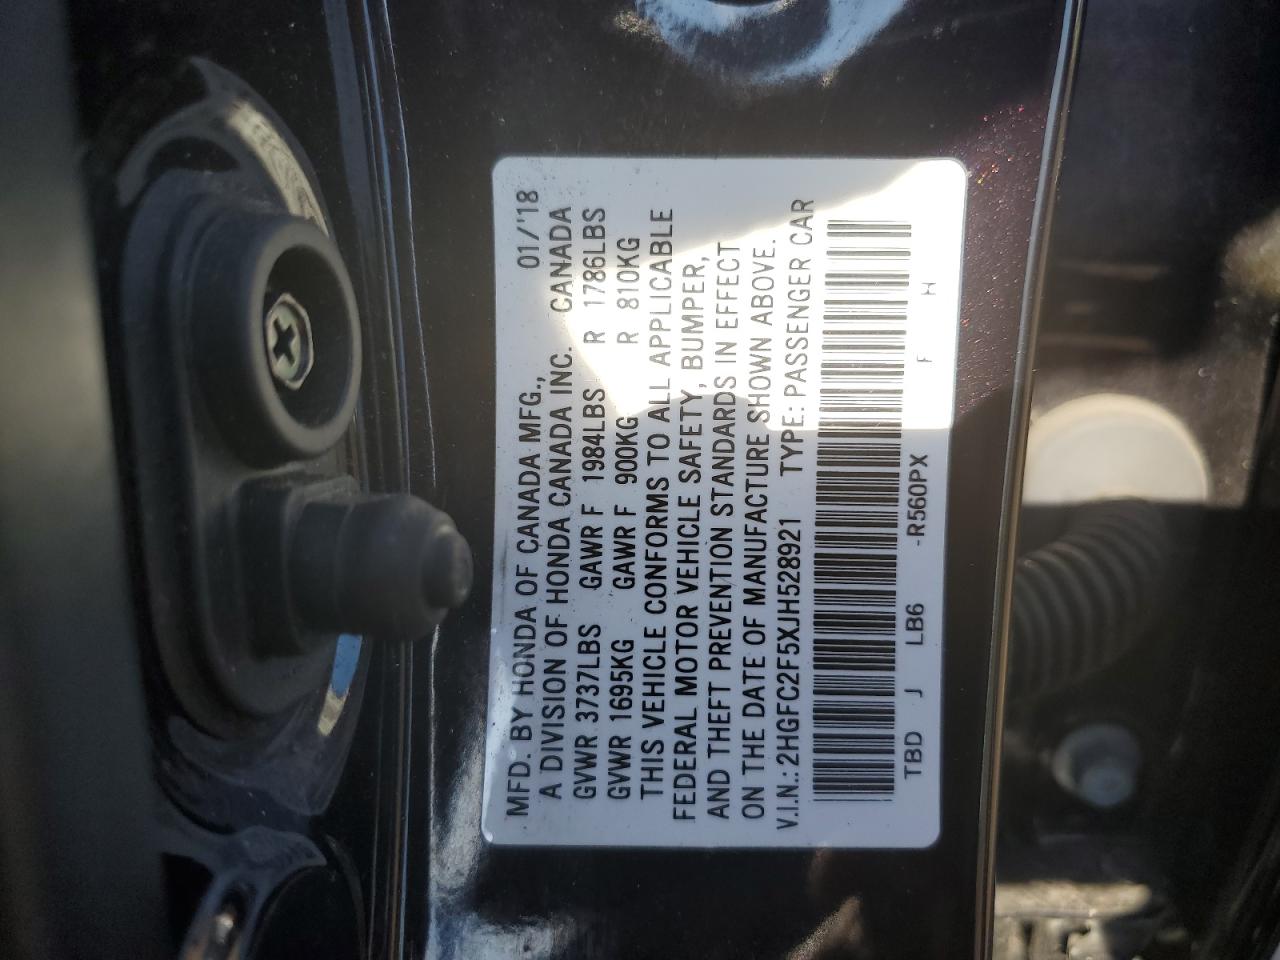 MFD. BY HONDA OF CANADA MFG., 01/'18
A DIVISION OF HONDA CANADA INC. CANADA
GVWR 3737LBS GAWR F 1984LBS R 1786LBS
GVWR 1695KG GAWR F 900KG R 810KG
THIS VEHICLE CONFORMS TO ALL APPLICABLE
FEDERAL MOTOR VEHICLE SAFETY, BUMPER,
AND THEFT PREVENTION STANDARDS IN EFFECT
ON THE DATE OF MANUFACTURE SHOWN ABOVE.
V.I.N.: 2HGFC2F5XJH528921 TYPE: PASSENGER CAR
TBD J LB6 -R560PX F H